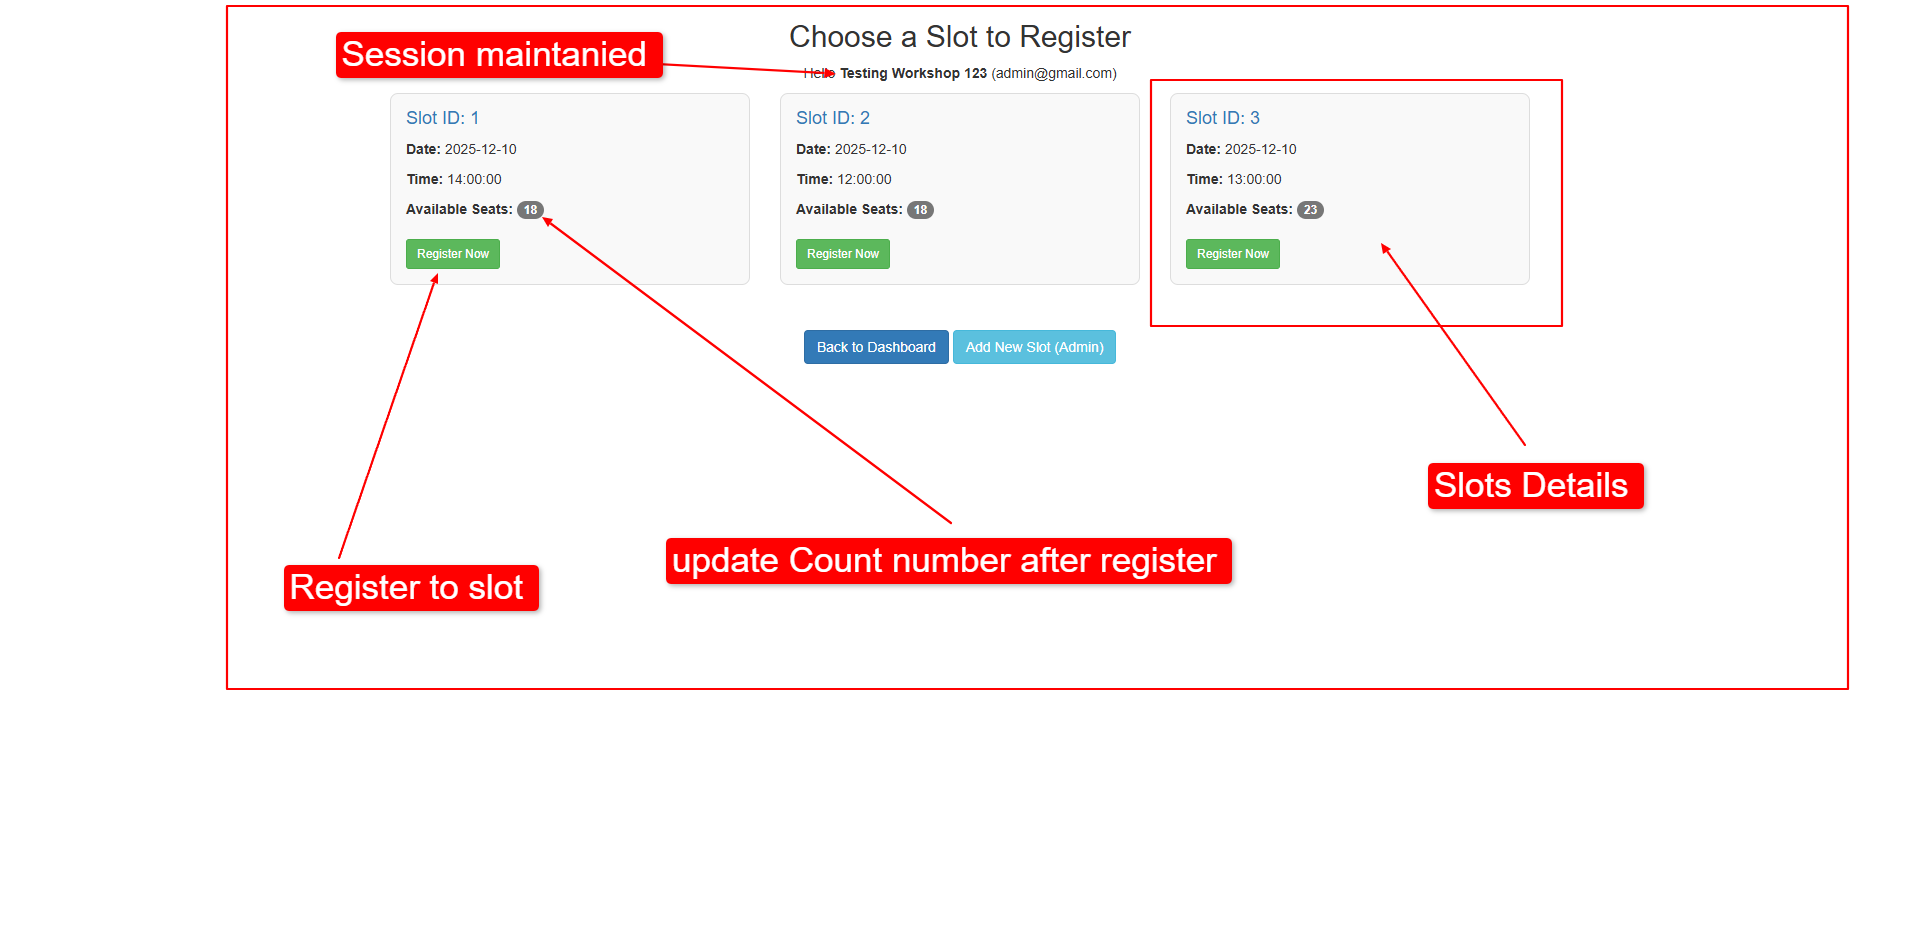 Choose a Slot to Register
Session maintanied
Hello Testing Workshop 123 (admin@gmail.com)
Slot ID: 1
Date: 2025-12-10
Time: 14:00:00
Available Seats: 18
Register Now
Slot ID: 2
Date: 2025-12-10
Time: 12:00:00
Available Seats: 18
Register Now
Slot ID: 3
Date: 2025-12-10
Time: 13:00:00
Available Seats: 23
Register Now
Back to Dashboard
Add New Slot (Admin)
Slots Details
update Count number after register
Register to slot